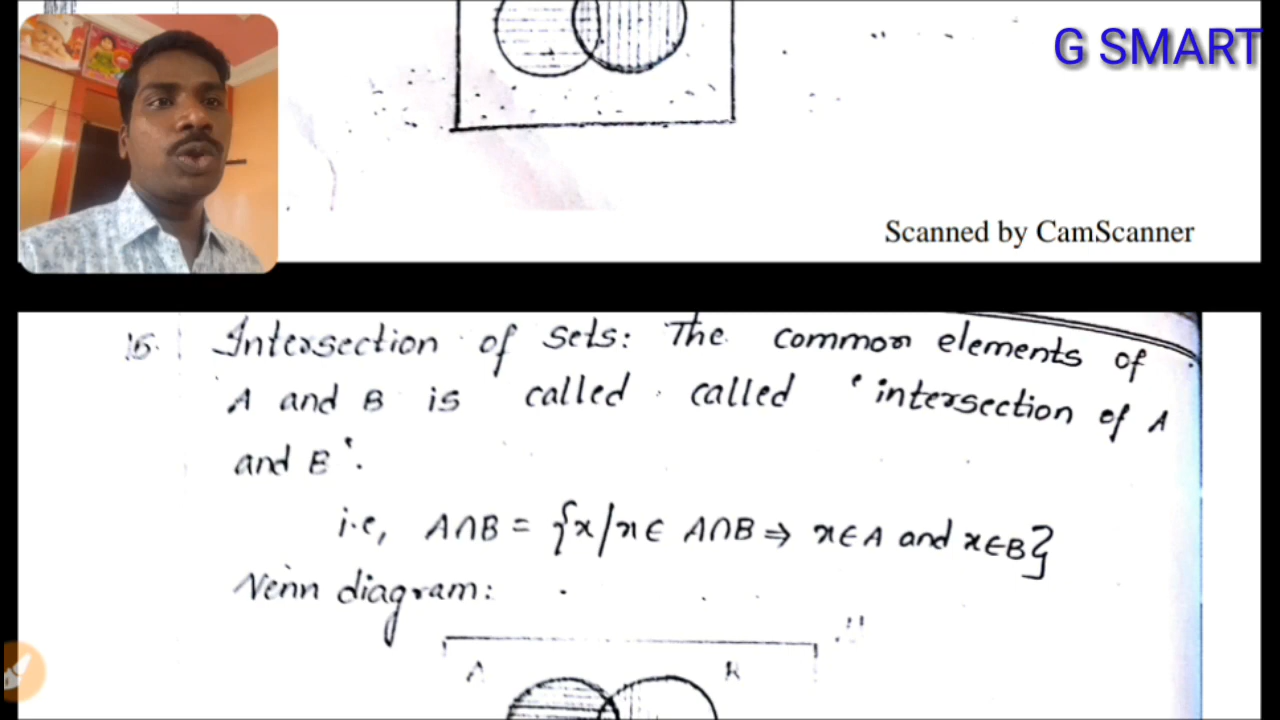 G SMART
Scanned by CamScanner
15. Intersection of sets: The common elements of
A and B is called called 'intersection of A
and B'.
i.e, A∩B = {x/x∈ A∩B ⇒ x∈A and x∈B}
Venn diagram:
A B